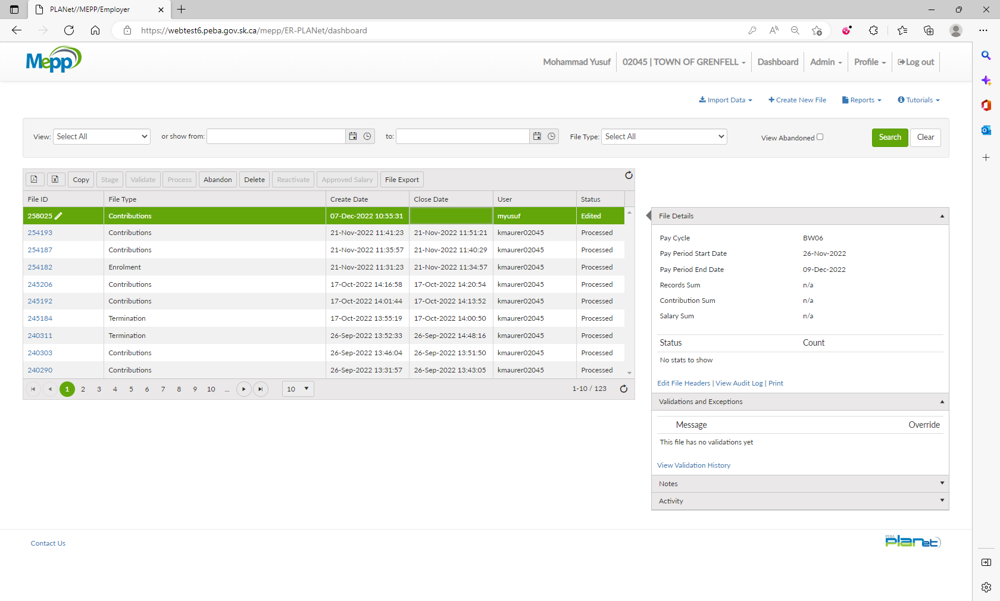 PLANet//MEPP/Employer
https://webtest6.peba.gov.sk.ca/mepp/ER-PLANet/dashboard
Mepp
Mohammad Yusuf
02045 | TOWN OF GRENFELL
Dashboard
Admin
Profile
Log out
Import Data
Create New File
Reports
Tutorials
View: Select All
or show from:
to:
File Type: Select All
View Abandoned
Search
Clear
Copy
Stage
Validate
Process
Abandon
Delete
Reactivate
Approved Salary
File Export
File ID File Type Create Date Close Date User Status
258025 Contributions 07-Dec-2022 10:55:31 myusuf Edited
254193 Contributions 21-Nov-2022 11:41:23 21-Nov-2022 11:51:21 kmaurer02045 Processed
254187 Contributions 21-Nov-2022 11:35:57 21-Nov-2022 11:40:29 kmaurer02045 Processed
254182 Enrolment 21-Nov-2022 11:31:23 21-Nov-2022 11:34:57 kmaurer02045 Processed
245206 Contributions 17-Oct-2022 14:16:58 17-Oct-2022 14:20:54 kmaurer02045 Processed
245192 Contributions 17-Oct-2022 14:01:44 17-Oct-2022 14:13:52 kmaurer02045 Processed
245184 Termination 17-Oct-2022 13:55:19 17-Oct-2022 14:00:50 kmaurer02045 Processed
240311 Termination 26-Sep-2022 13:52:33 26-Sep-2022 14:48:16 kmaurer02045 Processed
240303 Contributions 26-Sep-2022 13:46:04 26-Sep-2022 13:51:50 kmaurer02045 Processed
240290 Contributions 26-Sep-2022 13:31:57 26-Sep-2022 13:43:05 kmaurer02045 Processed
1 2 3 4 5 6 7 8 9 10 ... 10 1-10 / 123
File Details
Pay Cycle BW06
Pay Period Start Date 26-Nov-2022
Pay Period End Date 09-Dec-2022
Records Sum n/a
Contribution Sum n/a
Salary Sum n/a
Status Count
No stats to show
Edit File Headers | View Audit Log | Print
Validations and Exceptions
Message Override
This file has no validations yet
View Validation History
Notes
Activity
Contact Us
PEBA
planet